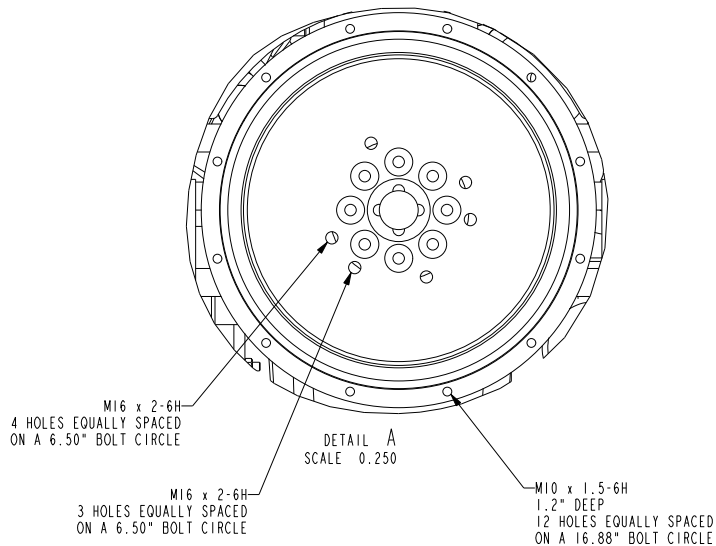 M16 x 2-6H
4 HOLES EQUALLY SPACED
ON A 6.50" BOLT CIRCLE
DETAIL A
SCALE 0.250
M16 x 2-6H
3 HOLES EQUALLY SPACED
ON A 6.50" BOLT CIRCLE
M10 x 1.5-6H
1.2" DEEP
12 HOLES EQUALLY SPACED
ON A 16.88" BOLT CIRCLE